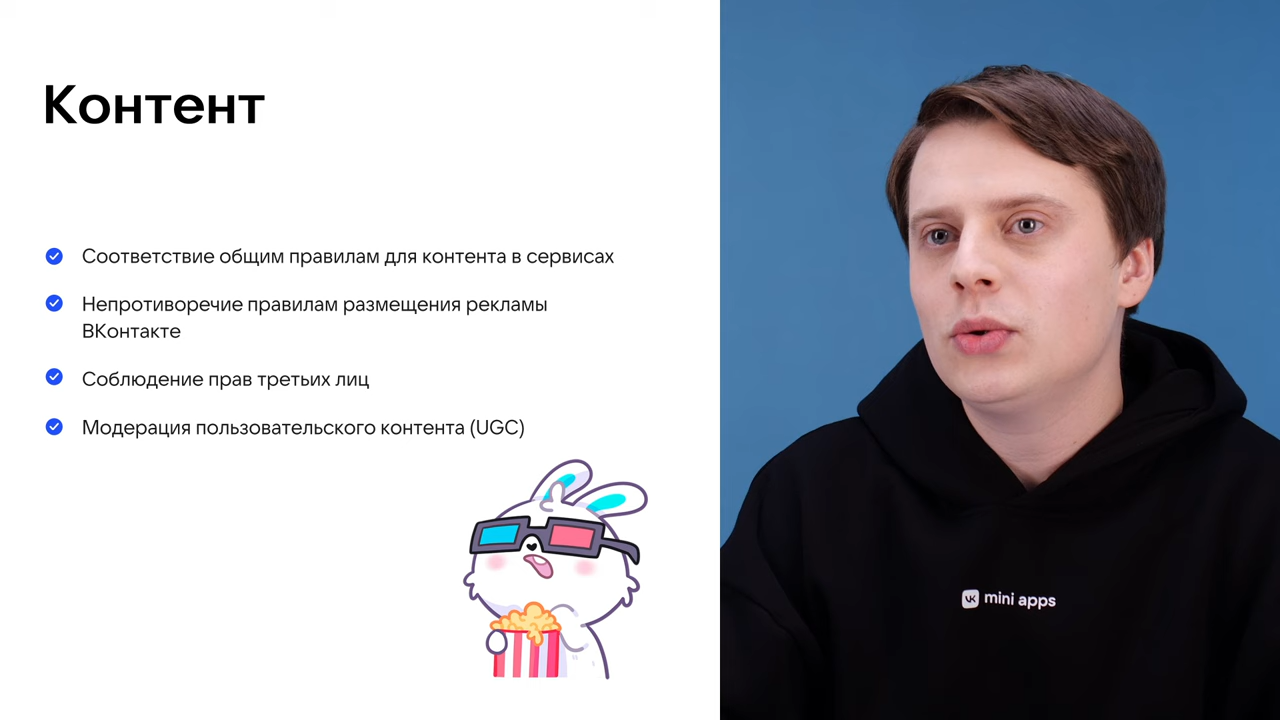 Контент
Соответствие общим правилам для контента в сервисах
Непротиворечие правилам размещения рекламы
ВКонтакте
Соблюдение прав третьих лиц
Модерация пользовательского контента (UGC)
VK mini apps